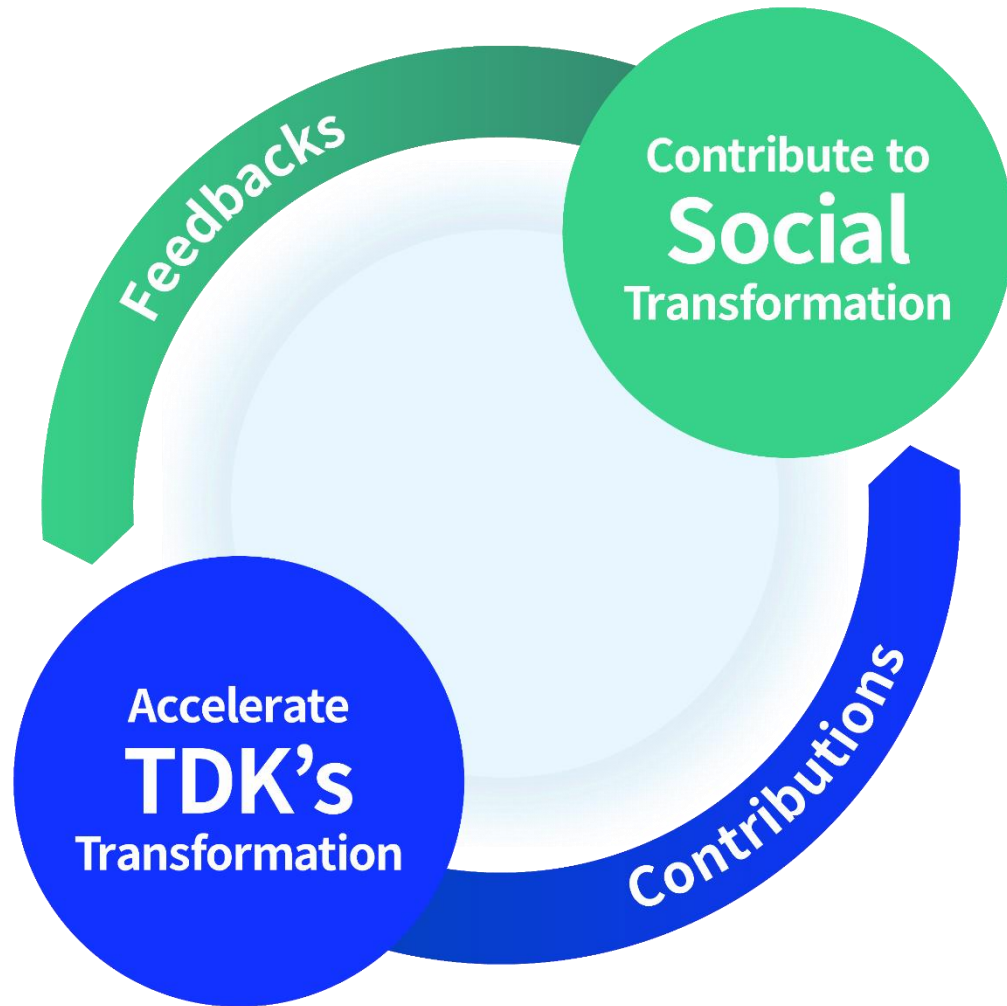 Feedbacks
Contribute to
Social
Transformation
Accelerate
TDK’s
Transformation
Contributions